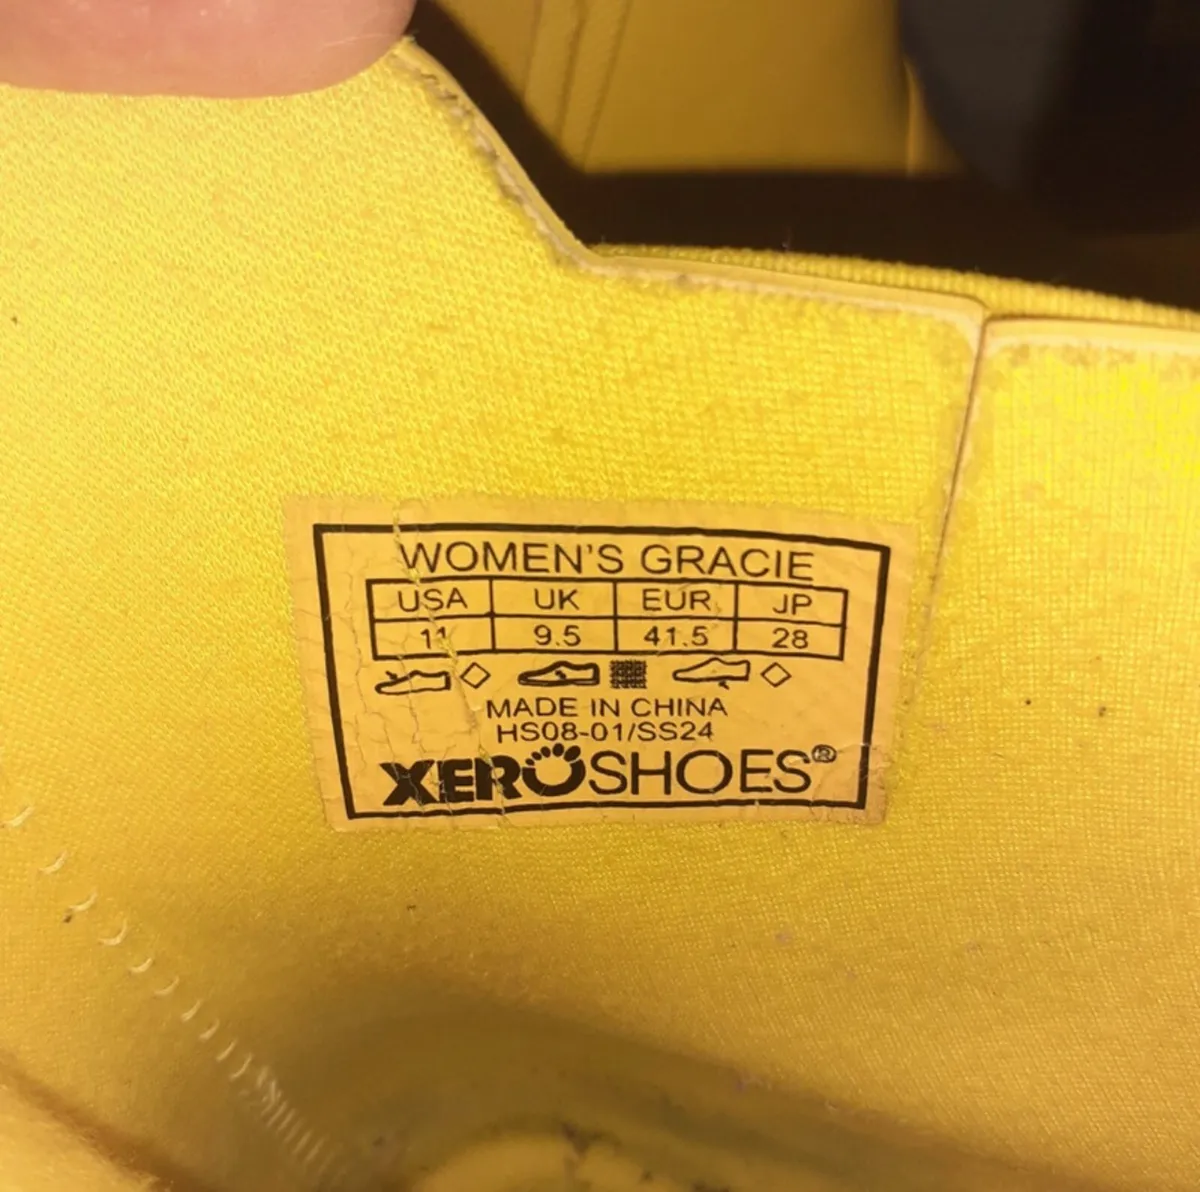 WOMEN'S GRACIE
USA UK EUR JP
11 9.5 41.5 28
MADE IN CHINA
HS08-01/SS24
XEROSHOES®